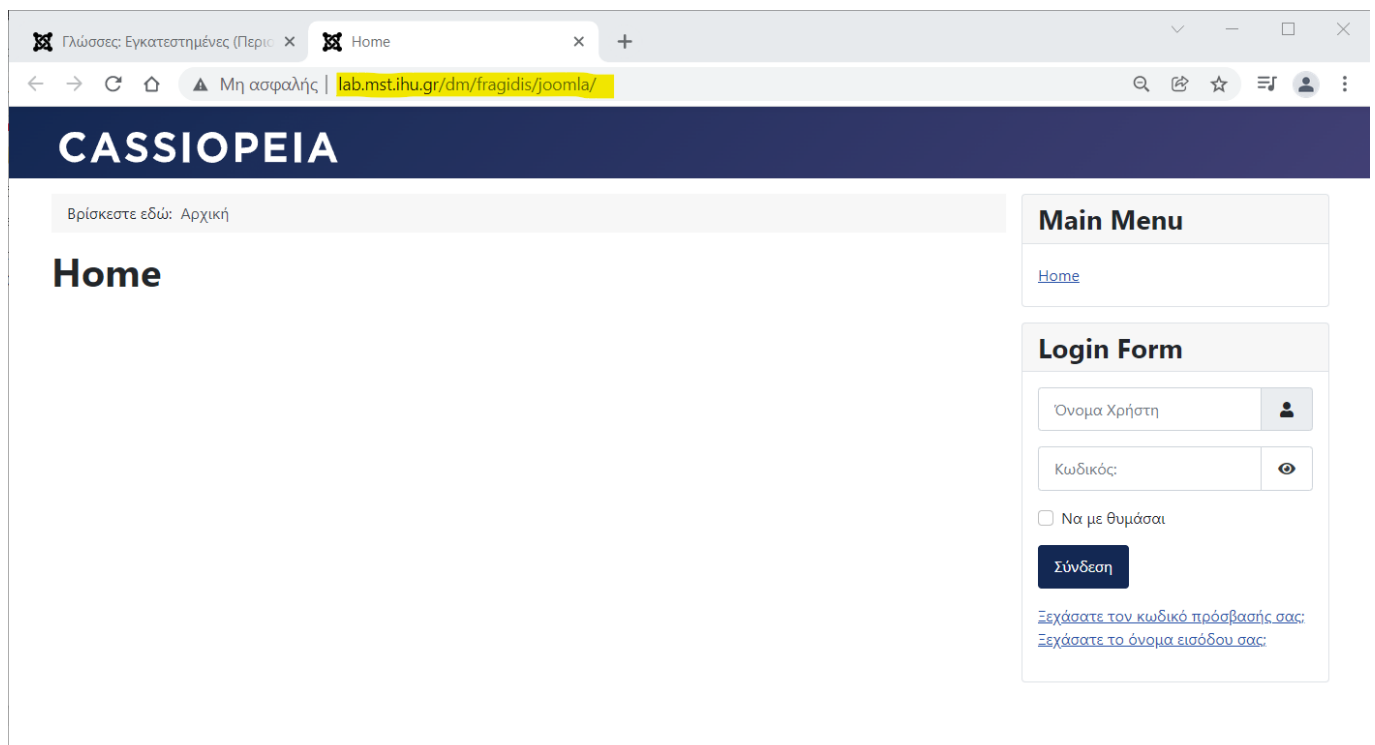 Γλώσσες: Εγκατεστημένες (Περιο
Home
Μη ασφαλής | lab.mst.ihu.gr/dm/fragidis/joomla/
CASSIOPEIA
Βρίσκεστε εδώ: Αρχική
Home
Main Menu
Home
Login Form
Όνομα Χρήστη
Κωδικός:
Να με θυμάσαι
Σύνδεση
Ξεχάσατε τον κωδικό πρόσβασής σας;
Ξεχάσατε το όνομα εισόδου σας;